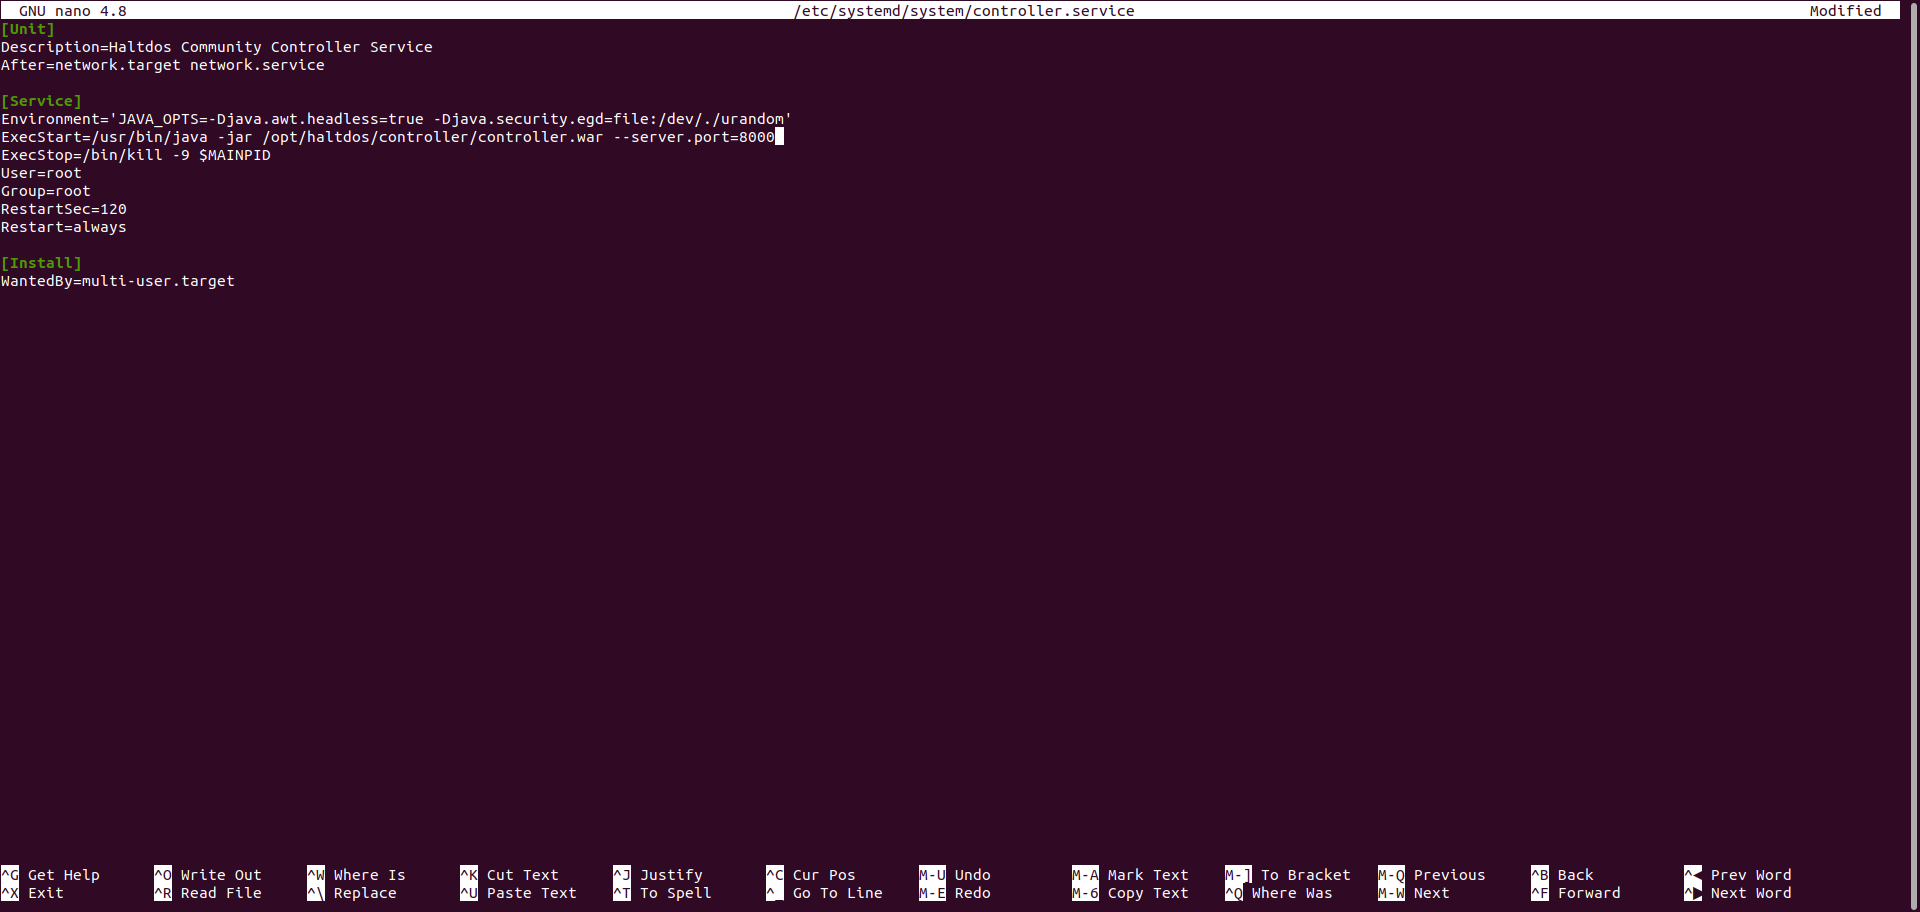 GNU nano 4.8 /etc/systemd/system/controller.service Modified
[Unit]
Description=Haltdos Community Controller Service
After=network.target network.service
[Service]
Environment='JAVA_OPTS=-Djava.awt.headless=true -Djava.security.egd=file:/dev/./urandom'
ExecStart=/usr/bin/java -jar /opt/haltdos/controller/controller.war --server.port=8000
ExecStop=/bin/kill -9 $MAINPID
User=root
Group=root
RestartSec=120
Restart=always
[Install]
WantedBy=multi-user.target
^G Get Help ^O Write Out ^W Where Is ^K Cut Text ^J Justify ^C Cur Pos M-U Undo M-A Mark Text M-] To Bracket M-Q Previous ^B Back ^◀ Prev Word
^X Exit ^R Read File ^\ Replace ^U Paste Text ^T To Spell ^_ Go To Line M-E Redo M-6 Copy Text ^Q Where Was M-W Next ^F Forward ^▶ Next Word